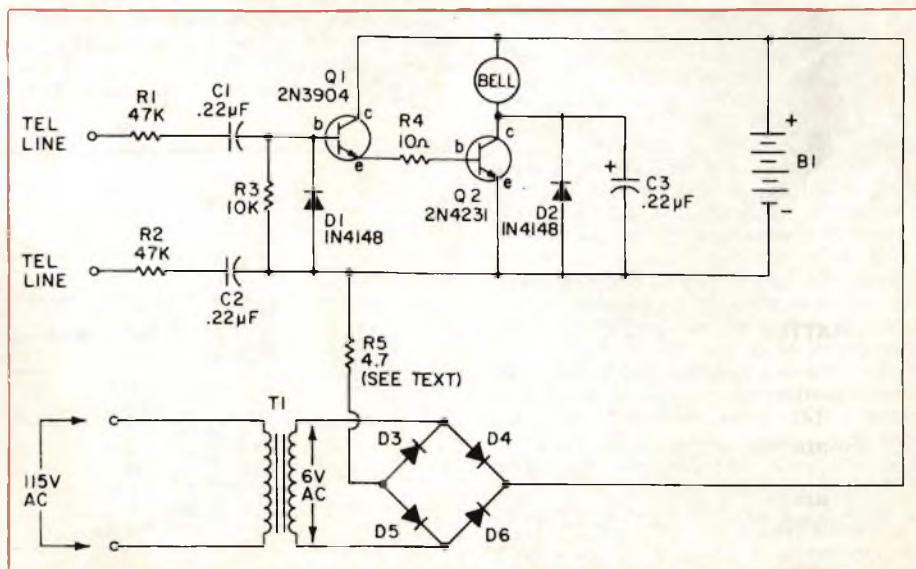 TEL
LINE
R1
47K
C1
.22µF
Q1
2N3904
b
c
e
R3
10K
D1
1N4148
R4
10Ω
b
c
e
Q2
2N4231
BELL
D2
1N4148
+
C3
.22µF
+
B1
-
TEL
LINE
R2
47K
C2
.22µF
R5
4.7
(SEE TEXT)
T1
115V
AC
6V
AC
D3
D4
D5
D6